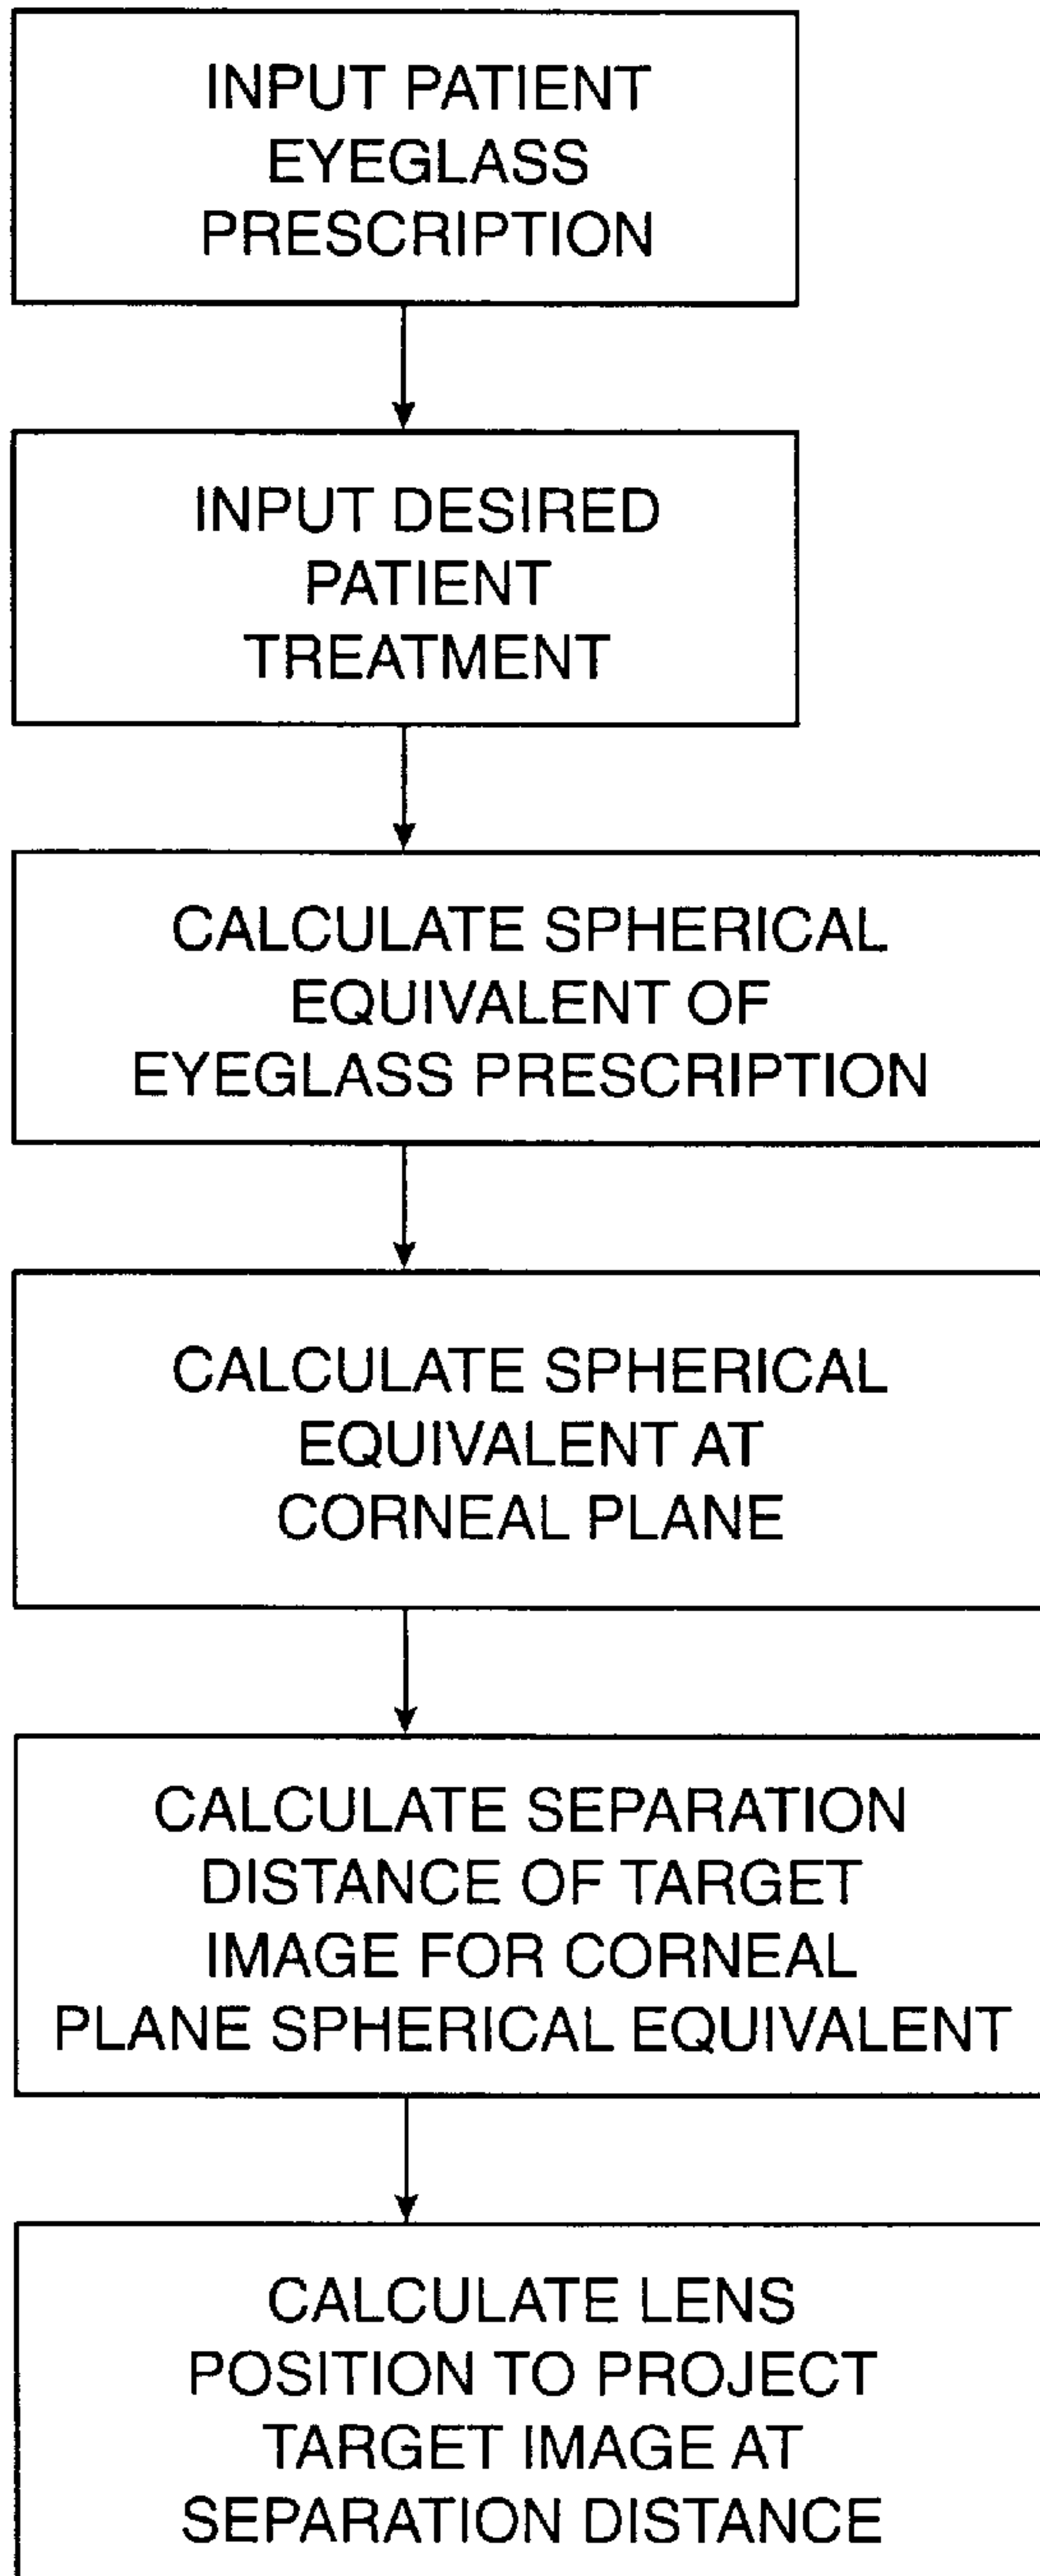 INPUT PATIENT
EYEGLASS
PRESCRIPTION
INPUT DESIRED
PATIENT
TREATMENT
CALCULATE SPHERICAL
EQUIVALENT OF
EYEGLASS PRESCRIPTION
CALCULATE SPHERICAL
EQUIVALENT AT
CORNEAL PLANE
CALCULATE SEPARATION
DISTANCE OF TARGET
IMAGE FOR CORNEAL
PLANE SPHERICAL EQUIVALENT
CALCULATE LENS
POSITION TO PROJECT
TARGET IMAGE AT
SEPARATION DISTANCE